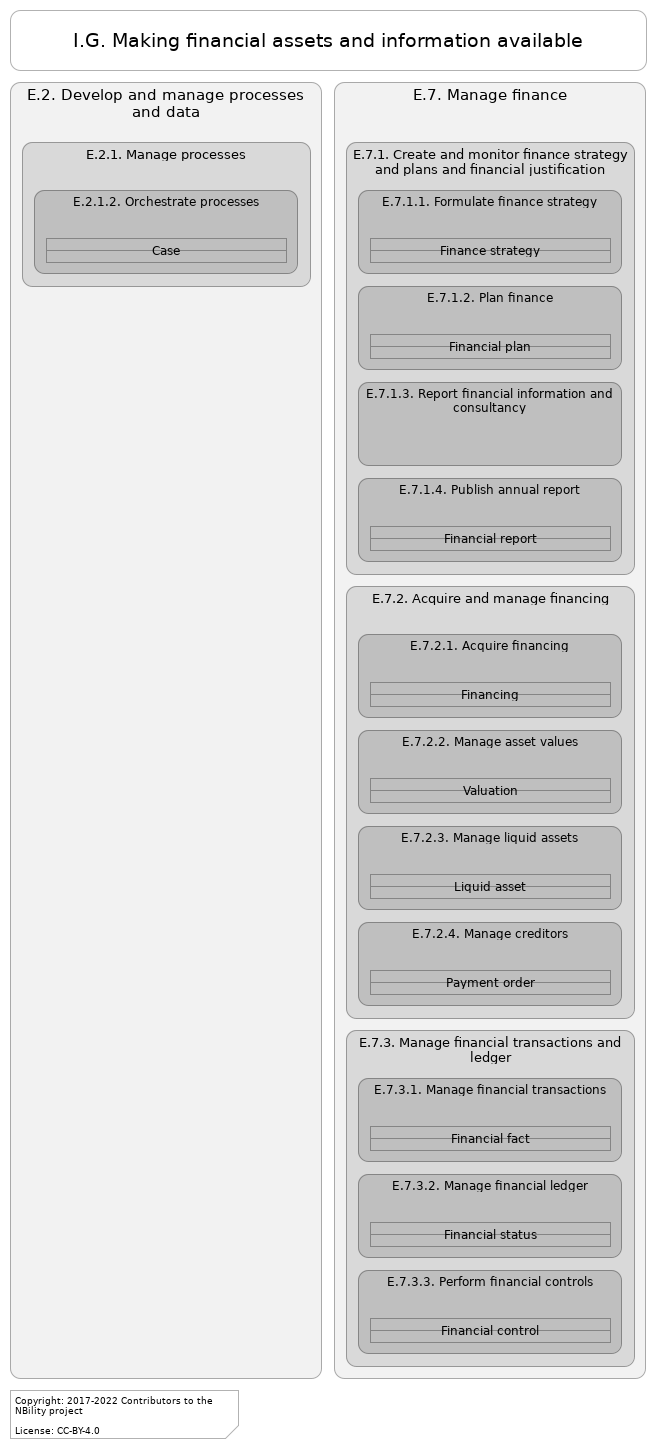 I.G. Making financial assets and information available
E.2. Develop and manage processes
and data
E.2.1. Manage processes
E.2.1.2. Orchestrate processes
Case
E.7. Manage finance
E.7.1. Create and monitor finance strategy
and plans and financial justification
E.7.1.1. Formulate finance strategy
Finance strategy
E.7.1.2. Plan finance
Financial plan
E.7.1.3. Report financial information and
consultancy
E.7.1.4. Publish annual report
Financial report
E.7.2. Acquire and manage financing
E.7.2.1. Acquire financing
Financing
E.7.2.2. Manage asset values
Valuation
E.7.2.3. Manage liquid assets
Liquid asset
E.7.2.4. Manage creditors
Payment order
E.7.3. Manage financial transactions and
ledger
E.7.3.1. Manage financial transactions
Financial fact
E.7.3.2. Manage financial ledger
Financial status
E.7.3.3. Perform financial controls
Financial control
Copyright: 2017-2022 Contributors to the
NBility project
License: CC-BY-4.0